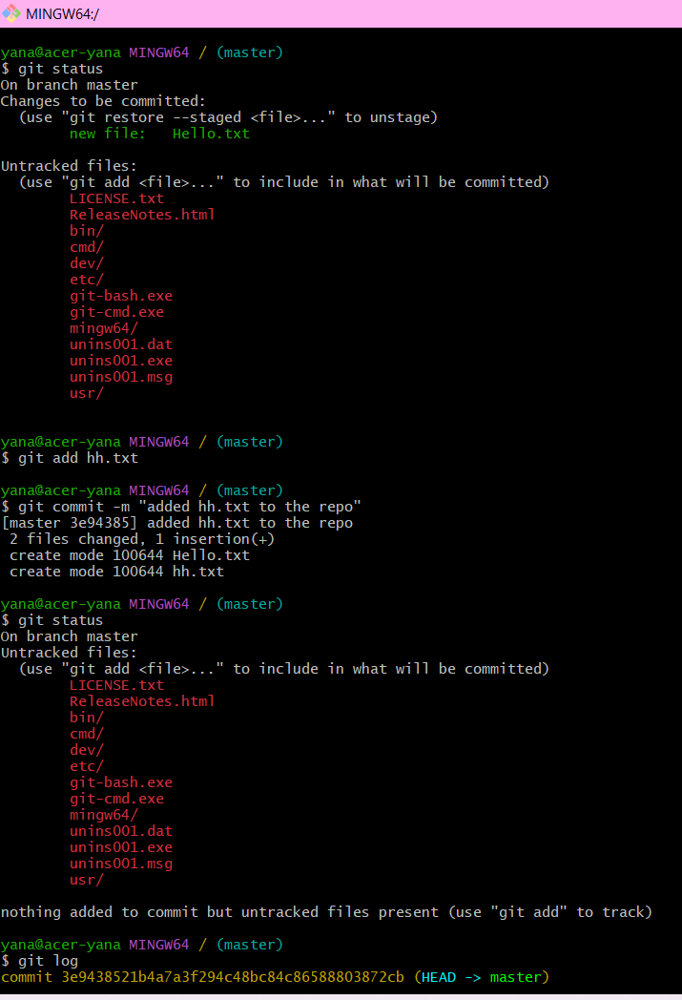 MINGW64:/
yana@acer-yana MINGW64 / (master)
$ git status
On branch master
Changes to be committed:
  (use "git restore --staged <file>..." to unstage)
        new file:   Hello.txt

Untracked files:
  (use "git add <file>..." to include in what will be committed)
        LICENSE.txt
        ReleaseNotes.html
        bin/
        cmd/
        dev/
        etc/
        git-bash.exe
        git-cmd.exe
        mingw64/
        unins001.dat
        unins001.exe
        unins001.msg
        usr/

yana@acer-yana MINGW64 / (master)
$ git add hh.txt

yana@acer-yana MINGW64 / (master)
$ git commit -m "added hh.txt to the repo"
[master 3e94385] added hh.txt to the repo
 2 files changed, 1 insertion(+)
 create mode 100644 Hello.txt
 create mode 100644 hh.txt

yana@acer-yana MINGW64 / (master)
$ git status
On branch master
Untracked files:
  (use "git add <file>..." to include in what will be committed)
        LICENSE.txt
        ReleaseNotes.html
        bin/
        cmd/
        dev/
        etc/
        git-bash.exe
        git-cmd.exe
        mingw64/
        unins001.dat
        unins001.exe
        unins001.msg
        usr/

nothing added to commit but untracked files present (use "git add" to track)

yana@acer-yana MINGW64 / (master)
$ git log
commit 3e9438521b4a7a3f294c48bc84c86588803872cb (HEAD -> master)